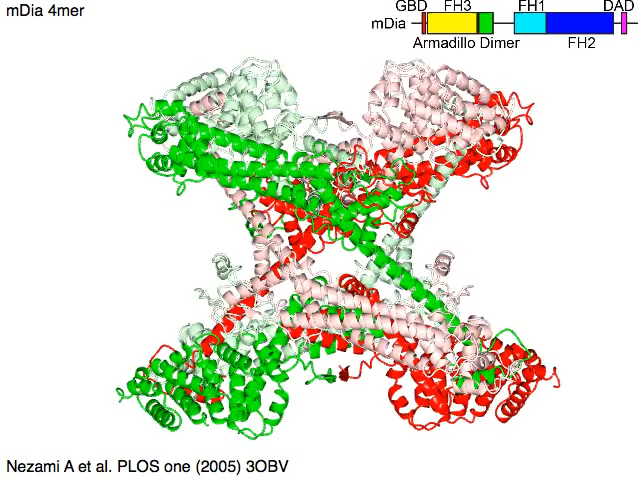 mDia 4mer
GBD FH3 FH1 DAD
mDia
Armadillo Dimer FH2
Nezami A et al. PLOS one (2005) 3OBV